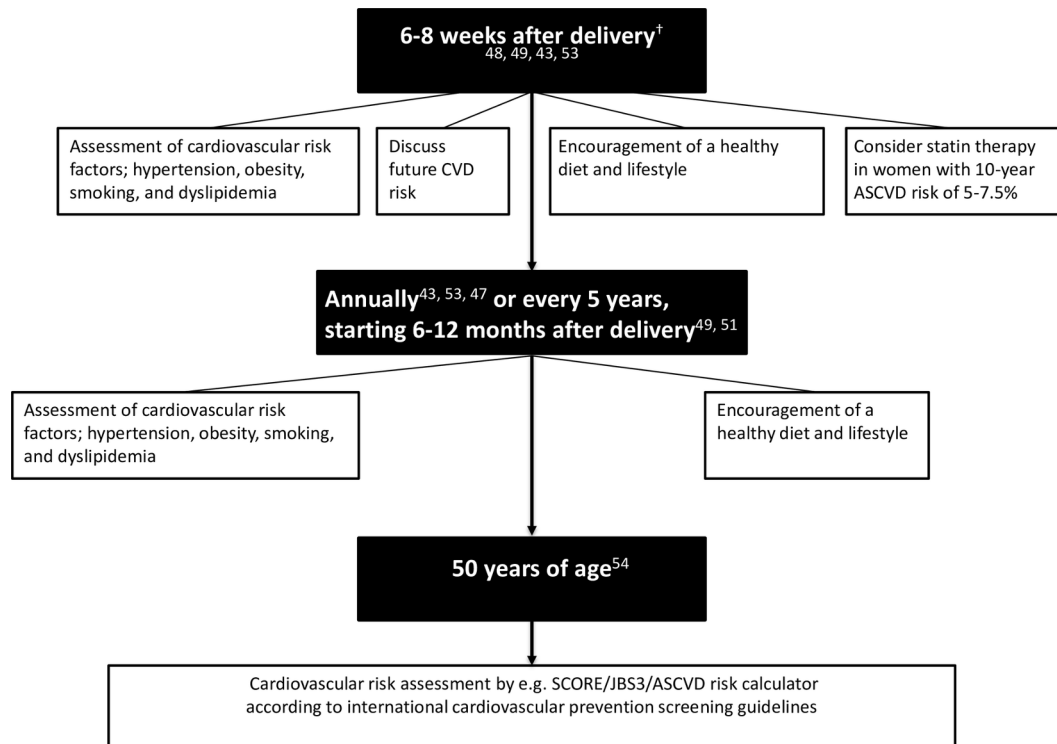 6-8 weeks after delivery†
48, 49, 43, 53
Assessment of cardiovascular risk
factors; hypertension, obesity,
smoking, and dyslipidemia
Discuss
future CVD
risk
Encouragement of a healthy
diet and lifestyle
Consider statin therapy
in women with 10-year
ASCVD risk of 5-7.5%
Annually43, 53, 47 or every 5 years,
starting 6-12 months after delivery49, 51
Assessment of cardiovascular risk
factors; hypertension, obesity, smoking,
and dyslipidemia
Encouragement of a
healthy diet and lifestyle
50 years of age54
Cardiovascular risk assessment by e.g. SCORE/JBS3/ASCVD risk calculator
according to international cardiovascular prevention screening guidelines